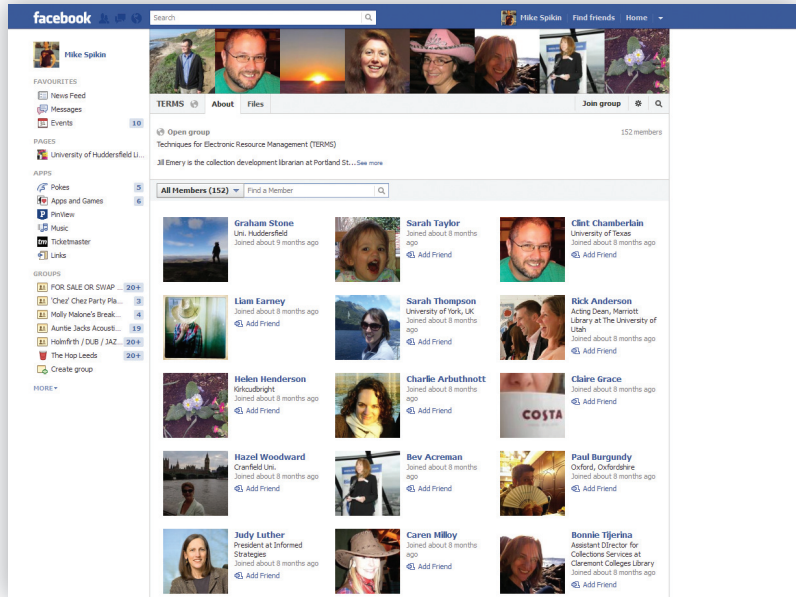 facebook
Search
Mike Spikin Find friends Home
Mike Spikin
FAVOURITES
News Feed
Messages
Events 10
PAGES
University of Huddersfield Li...
APPS
Pokes 5
Apps and Games 6
PinView
Music
tm Ticketmaster
Links
GROUPS
FOR SALE OR SWAP ... 20+
'Chez' Chez Party Pla... 3
Molly Malone's Break... 4
Auntie Jacks Acousti... 19
Holmfirth / DUB / JAZ... 20+
The Hop Leeds 20+
Create group
MORE
TERMS About Files
Join group
Open group
152 members
Techniques for Electronic Resource Management (TERMS)
Jill Emery is the collection development librarian at Portland St... See more
All Members (152) Find a Member
Graham Stone
Uni. Huddersfield
Joined about 9 months ago
Sarah Taylor
Joined about 8 months
ago
Add Friend
Clint Chamberlain
University of Texas
Joined about 8 months ago
Add Friend
Liam Earney
Joined about 8 months ago
Add Friend
Sarah Thompson
University of York, UK
Joined about 8 months
ago
Add Friend
Rick Anderson
Acting Dean, Marriott
Library at The University of
Utah
Joined about 8 months ago
Add Friend
Helen Henderson
Kirkcudbright
Joined about 8 months ago
Add Friend
Charlie Arbuthnott
Joined about 8 months
ago
Add Friend
COSTA
Claire Grace
Joined about 8 months ago
Add Friend
Hazel Woodward
Cranfield Uni.
Joined about 8 months ago
Add Friend
Bev Acreman
Joined about 8 months
ago
Add Friend
Paul Burgundy
Oxford, Oxfordshire
Joined about 8 months ago
Add Friend
Judy Luther
President at Informed
Strategies
Joined about 8 months ago
Add Friend
Caren Milloy
Joined about 8 months
ago
Add Friend
Bonnie Tijerina
Assistant DIrector for
Collections Services at
Claremont Colleges Library
Joined about 8 months ago
Add Friend